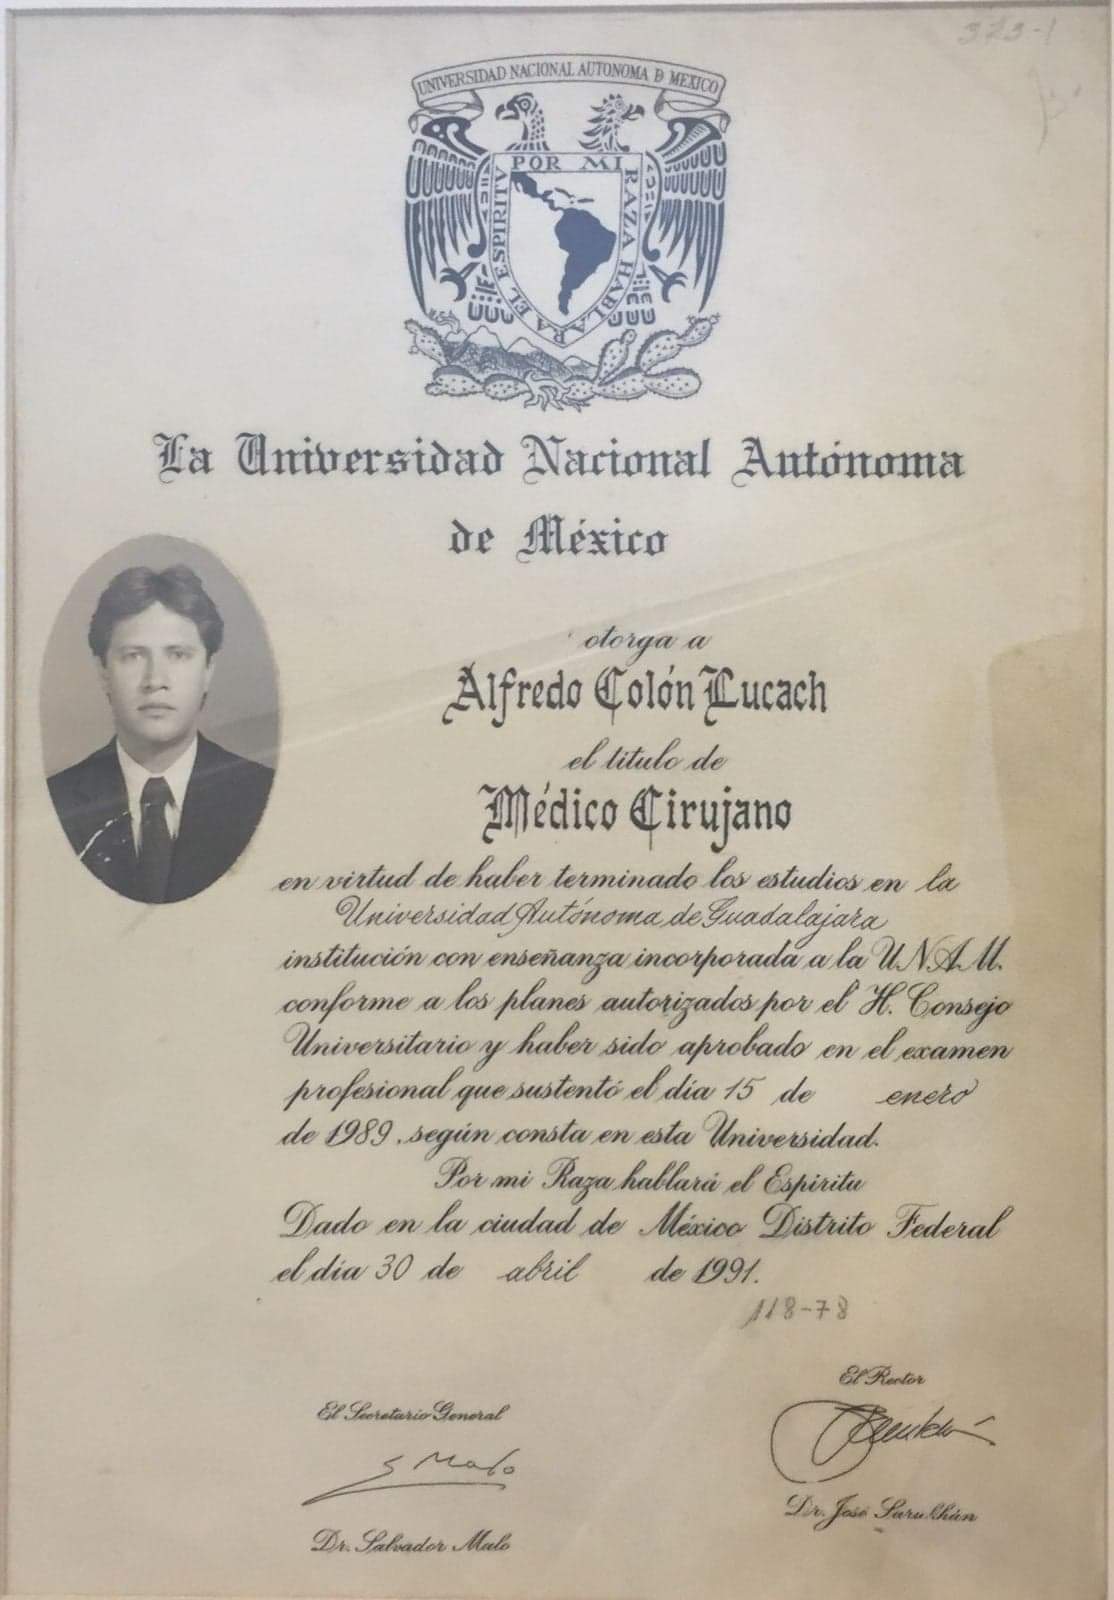 323-1
UNIVERSIDAD NACIONAL AUTONOMA D MEXICO
POR MI RAZA HABLARA EL ESPIRITU
La Universidad Nacional Autónoma
de México
otorga a
Alfredo Colón Lucach
el titulo de
Médico Cirujano
en virtud de haber terminado los estudios en la
Universidad Autónoma de Guadalajara
institución con enseñanza incorporada a la U.N.A.M.
conforme a los planes autorizados por el H. Consejo
Universitario y haber sido aprobado en el examen
profesional que sustentó el día 15 de enero
de 1989, según consta en esta Universidad.
Por mi Raza hablará el Espíritu
Dado en la ciudad de México Distrito Federal
el día 30 de abril de 1991.
118-78
El Rector
El Secretario General
S Malo
Dr. José Sarukhán
Dr. Salvador Malo